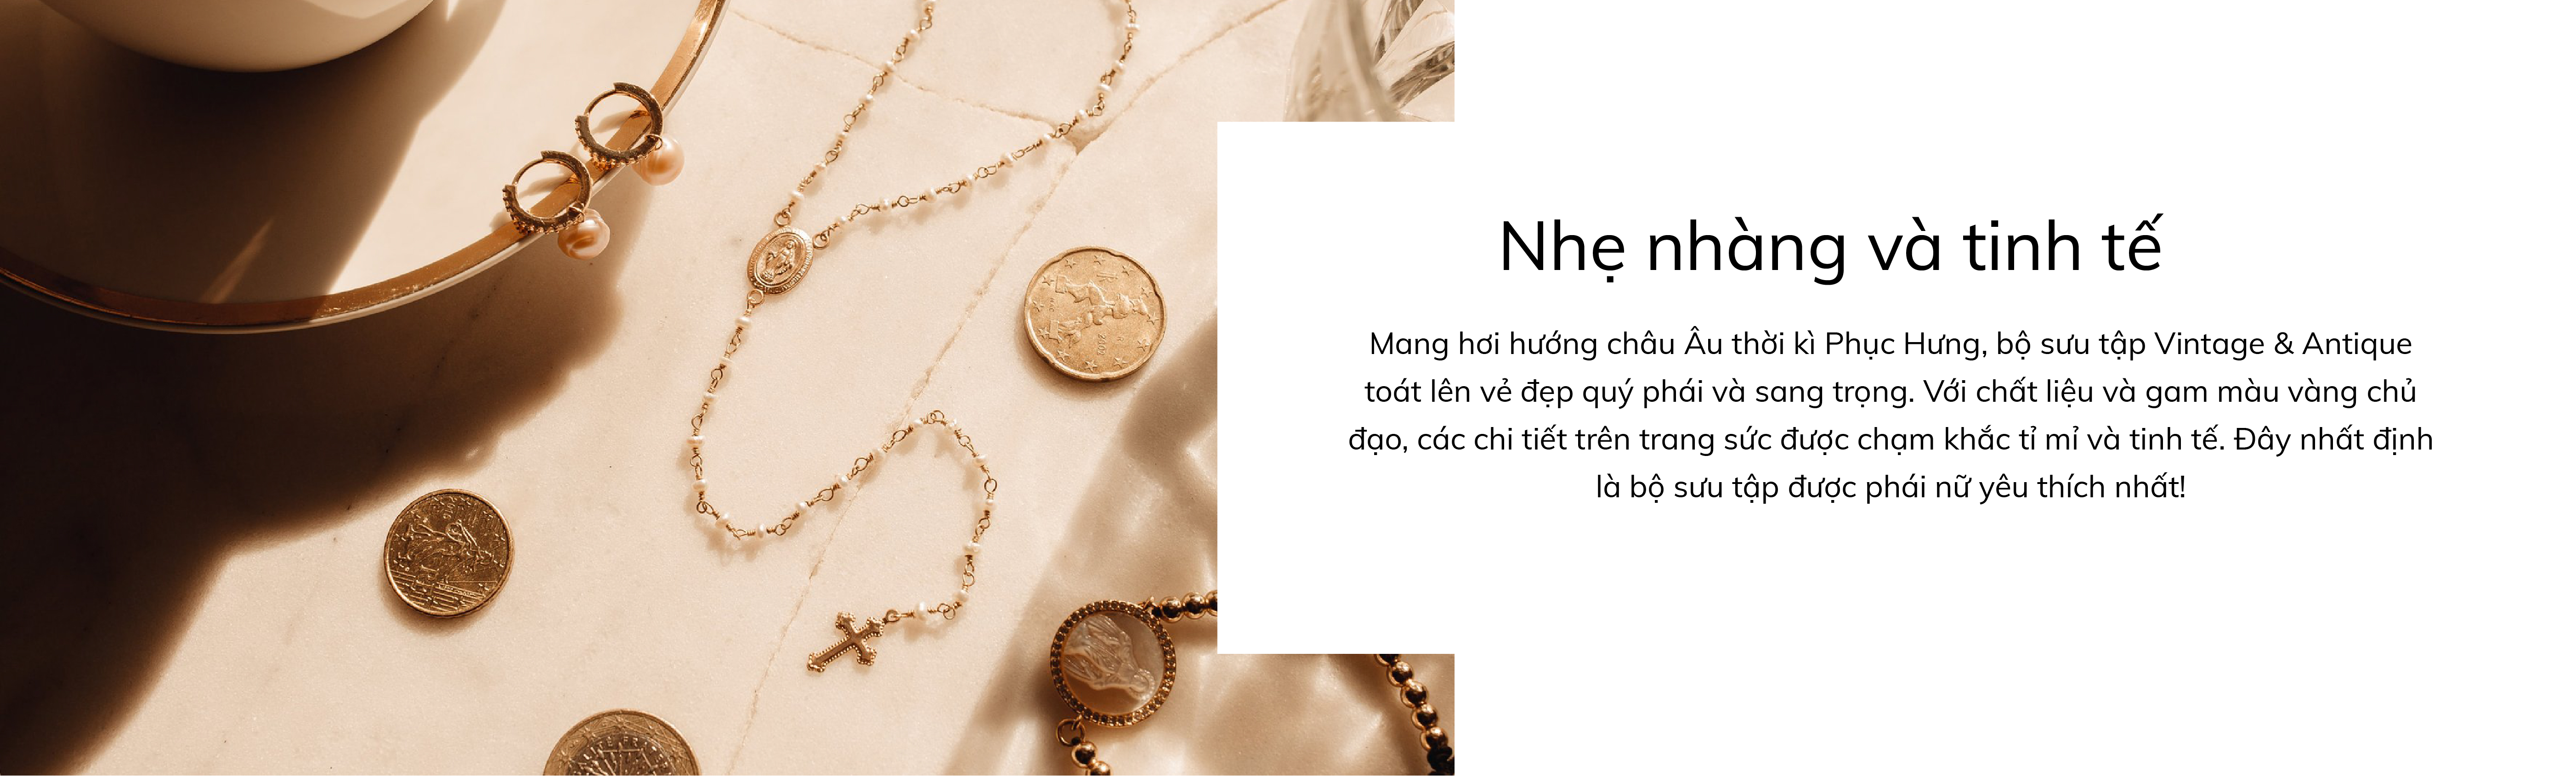 Nhẹ nhàng và tinh tế
Mang hơi hướng châu Âu thời kì Phục Hưng, bộ sưu tập Vintage & Antique
toát lên vẻ đẹp quý phái và sang trọng. Với chất liệu và gam màu vàng chủ
đạo, các chi tiết trên trang sức được chạm khắc tỉ mỉ và tinh tế. Đây nhất định
là bộ sưu tập được phái nữ yêu thích nhất!